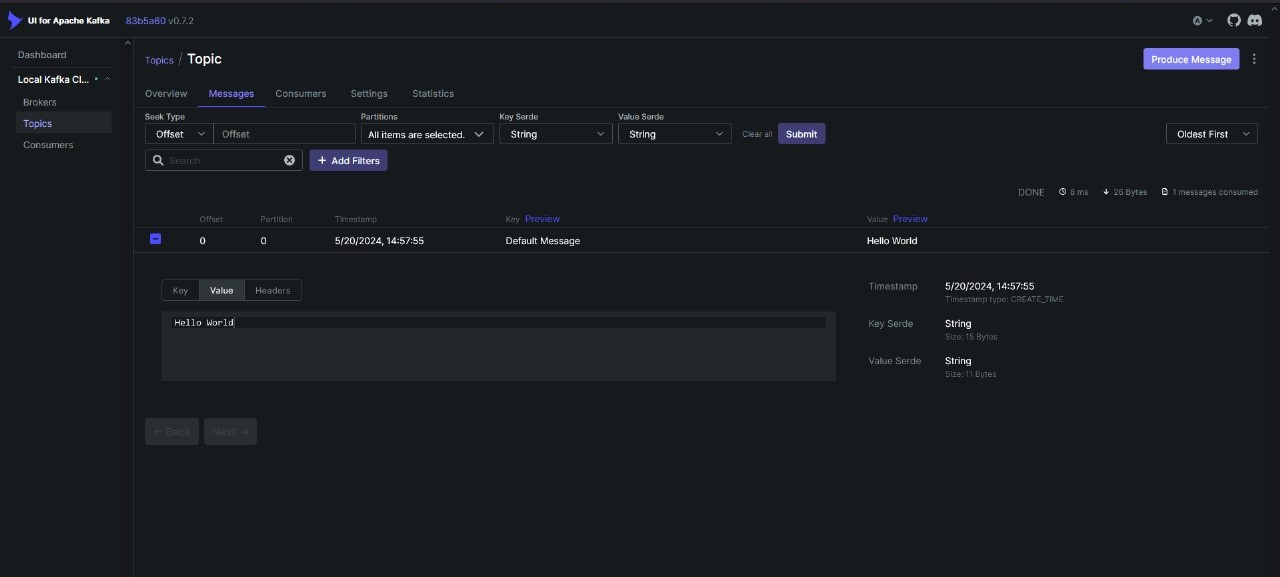 UI for Apache Kafka 83b5a60 v0.7.2
Dashboard
Local Kafka Cl...
Brokers
Topics
Consumers
Topics / Topic
Produce Message
Overview Messages Consumers Settings Statistics
Seek Type Partitions Key Serde Value Serde
Offset Offset All items are selected. String String Clear all Submit Oldest First
Search + Add Filters
DONE 8 ms 26 Bytes 1 messages consumed
Offset Partition Timestamp Key Preview Value Preview
0 0 5/20/2024, 14:57:55 Default Message Hello World
Key Value Headers
Hello World
Timestamp 5/20/2024, 14:57:55
Timestamp type: CREATE_TIME
Key Serde String
Size: 15 Bytes
Value Serde String
Size: 11 Bytes
← Back Next →